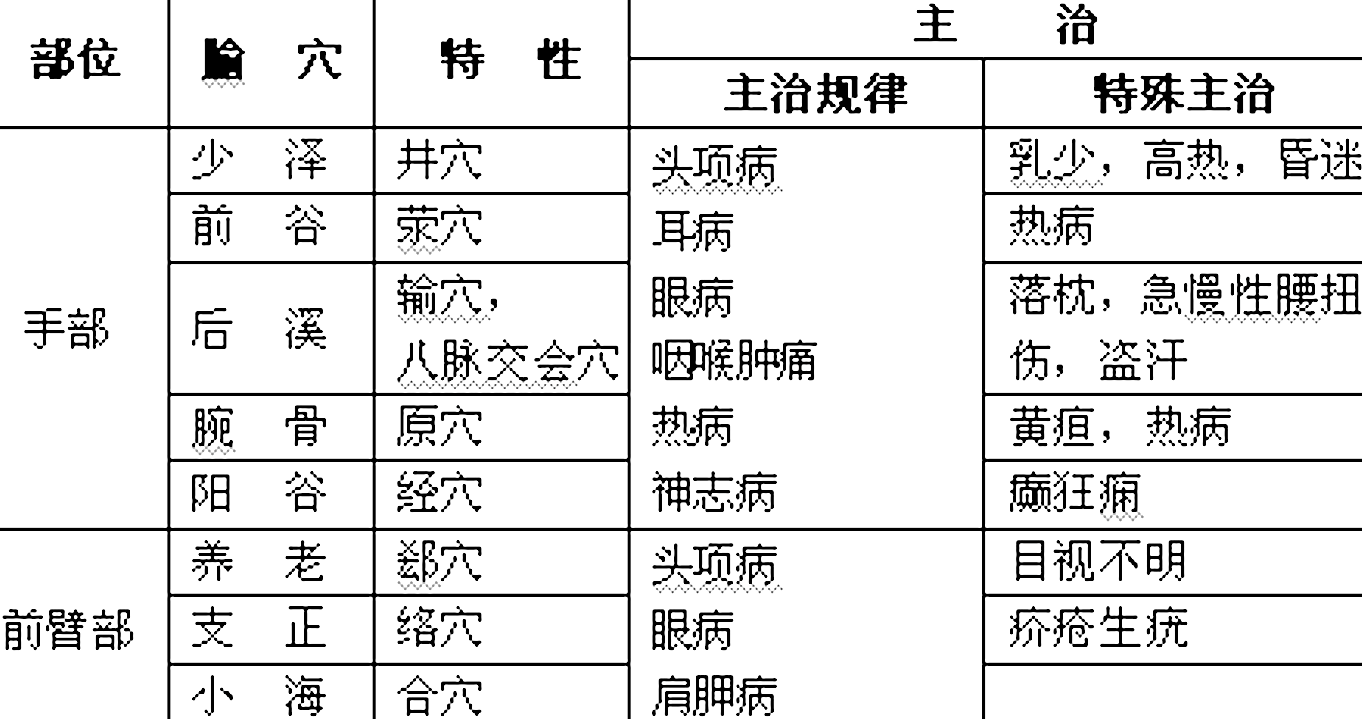 部位 腧 穴 特 性 主 治
主治规律 特殊主治
手部 少 泽 井穴 头项病 乳少，高热，昏迷
前 谷 荥穴 耳病 热病
后 溪 输穴， 眼病 落枕，急慢性腰扭
八脉交会穴 咽喉肿痛 伤，盗汗
腕 骨 原穴 热病 黄疸，热病
阳 谷 经穴 神志病 癫狂痫
前臂部 养 老 郄穴 头项病 目视不明
支 正 络穴 眼病 疥疮生疣
小 海 合穴 肩胛病